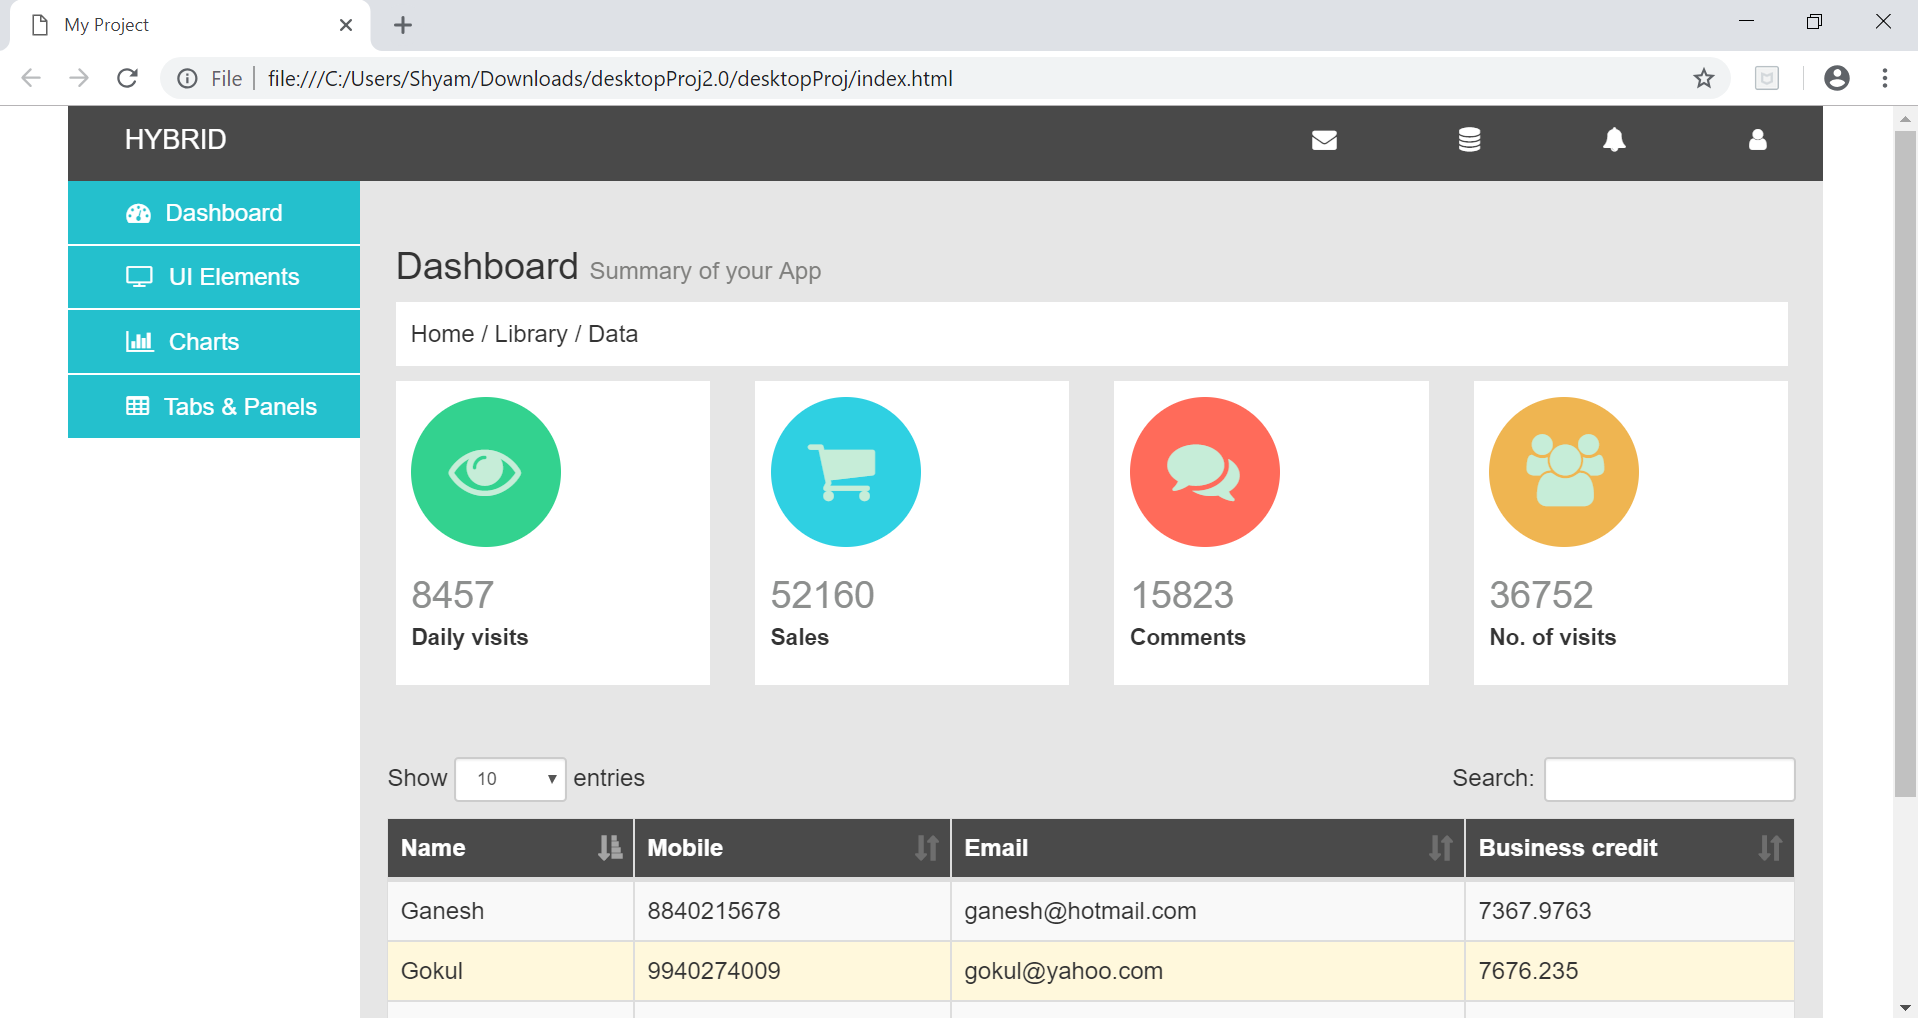 My Project
File file:///C:/Users/Shyam/Downloads/desktopProj2.0/desktopProj/index.html
HYBRID
Dashboard
UI Elements
Charts
Tabs & Panels
Dashboard Summary of your App
Home / Library / Data
8457
Daily visits
52160
Sales
15823
Comments
36752
No. of visits
Show 10 entries
Search:
Name Mobile Email Business credit
Ganesh 8840215678 ganesh@hotmail.com 7367.9763
Gokul 9940274009 gokul@yahoo.com 7676.235